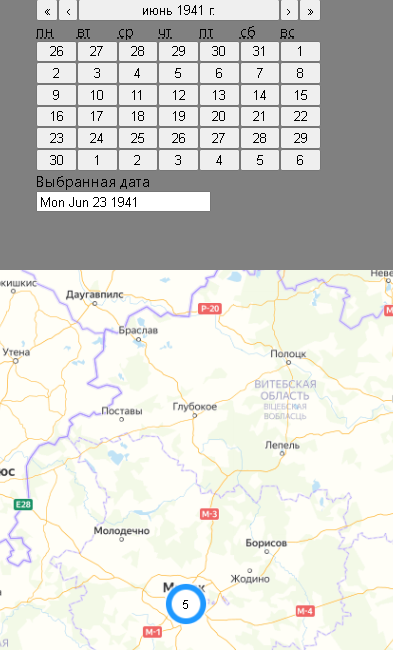 « ‹ июнь 1941 г. › »
пн вт ср чт пт сб вс
26 27 28 29 30 31 1
2 3 4 5 6 7 8
9 10 11 12 13 14 15
16 17 18 19 20 21 22
23 24 25 26 27 28 29
30 1 2 3 4 5 6
Выбранная дата
Mon Jun 23 1941
Даугавпилс
Р-20
Браслав
Утена
Полоцк
ВИТЕБСКАЯ
ОБЛАСТЬ
ВІЦЕБСКАЯ
ВОБЛАСЦЬ
Поставы
Глубокое
Лепель
E28
М-3
Молодечно
Борисов
Жодино
5
М-4
М-1